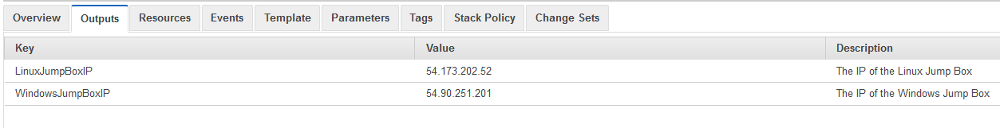 Overview Outputs Resources Events Template Parameters Tags Stack Policy Change Sets
Key Value Description
LinuxJumpBoxIP 54.173.202.52 The IP of the Linux Jump Box
WindowsJumpBoxIP 54.90.251.201 The IP of the Windows Jump Box